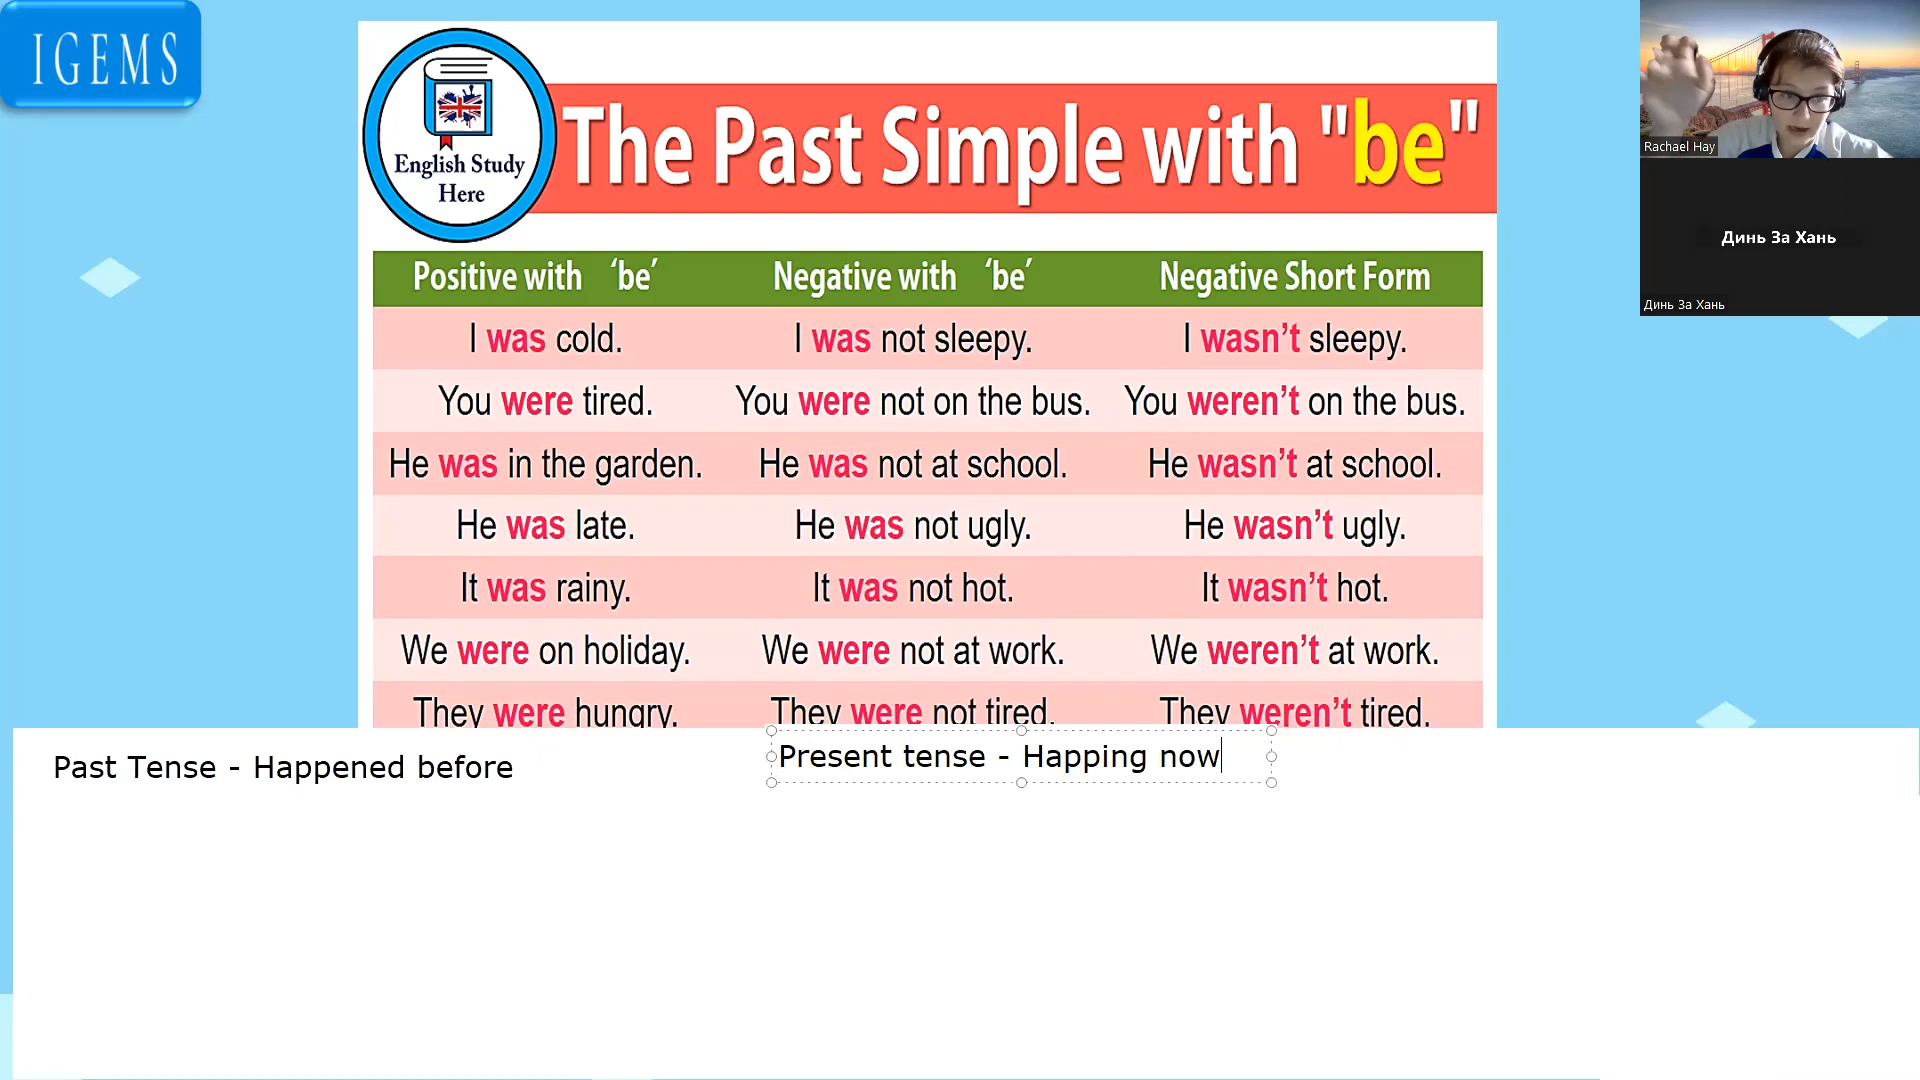 IGEMS
English Study
Here
The Past Simple with "be"
Positive with ‘be’ Negative with ‘be’ Negative Short Form
I was cold. I was not sleepy. I wasn’t sleepy.
You were tired. You were not on the bus. You weren’t on the bus.
He was in the garden. He was not at school. He wasn’t at school.
He was late. He was not ugly. He wasn’t ugly.
It was rainy. It was not hot. It wasn’t hot.
We were on holiday. We were not at work. We weren’t at work.
They were hungry. They were not tired. They weren’t tired.
Past Tense - Happened before
Present tense - Happing now
Rachael Hay
Динь За Хань
Динь За Хань